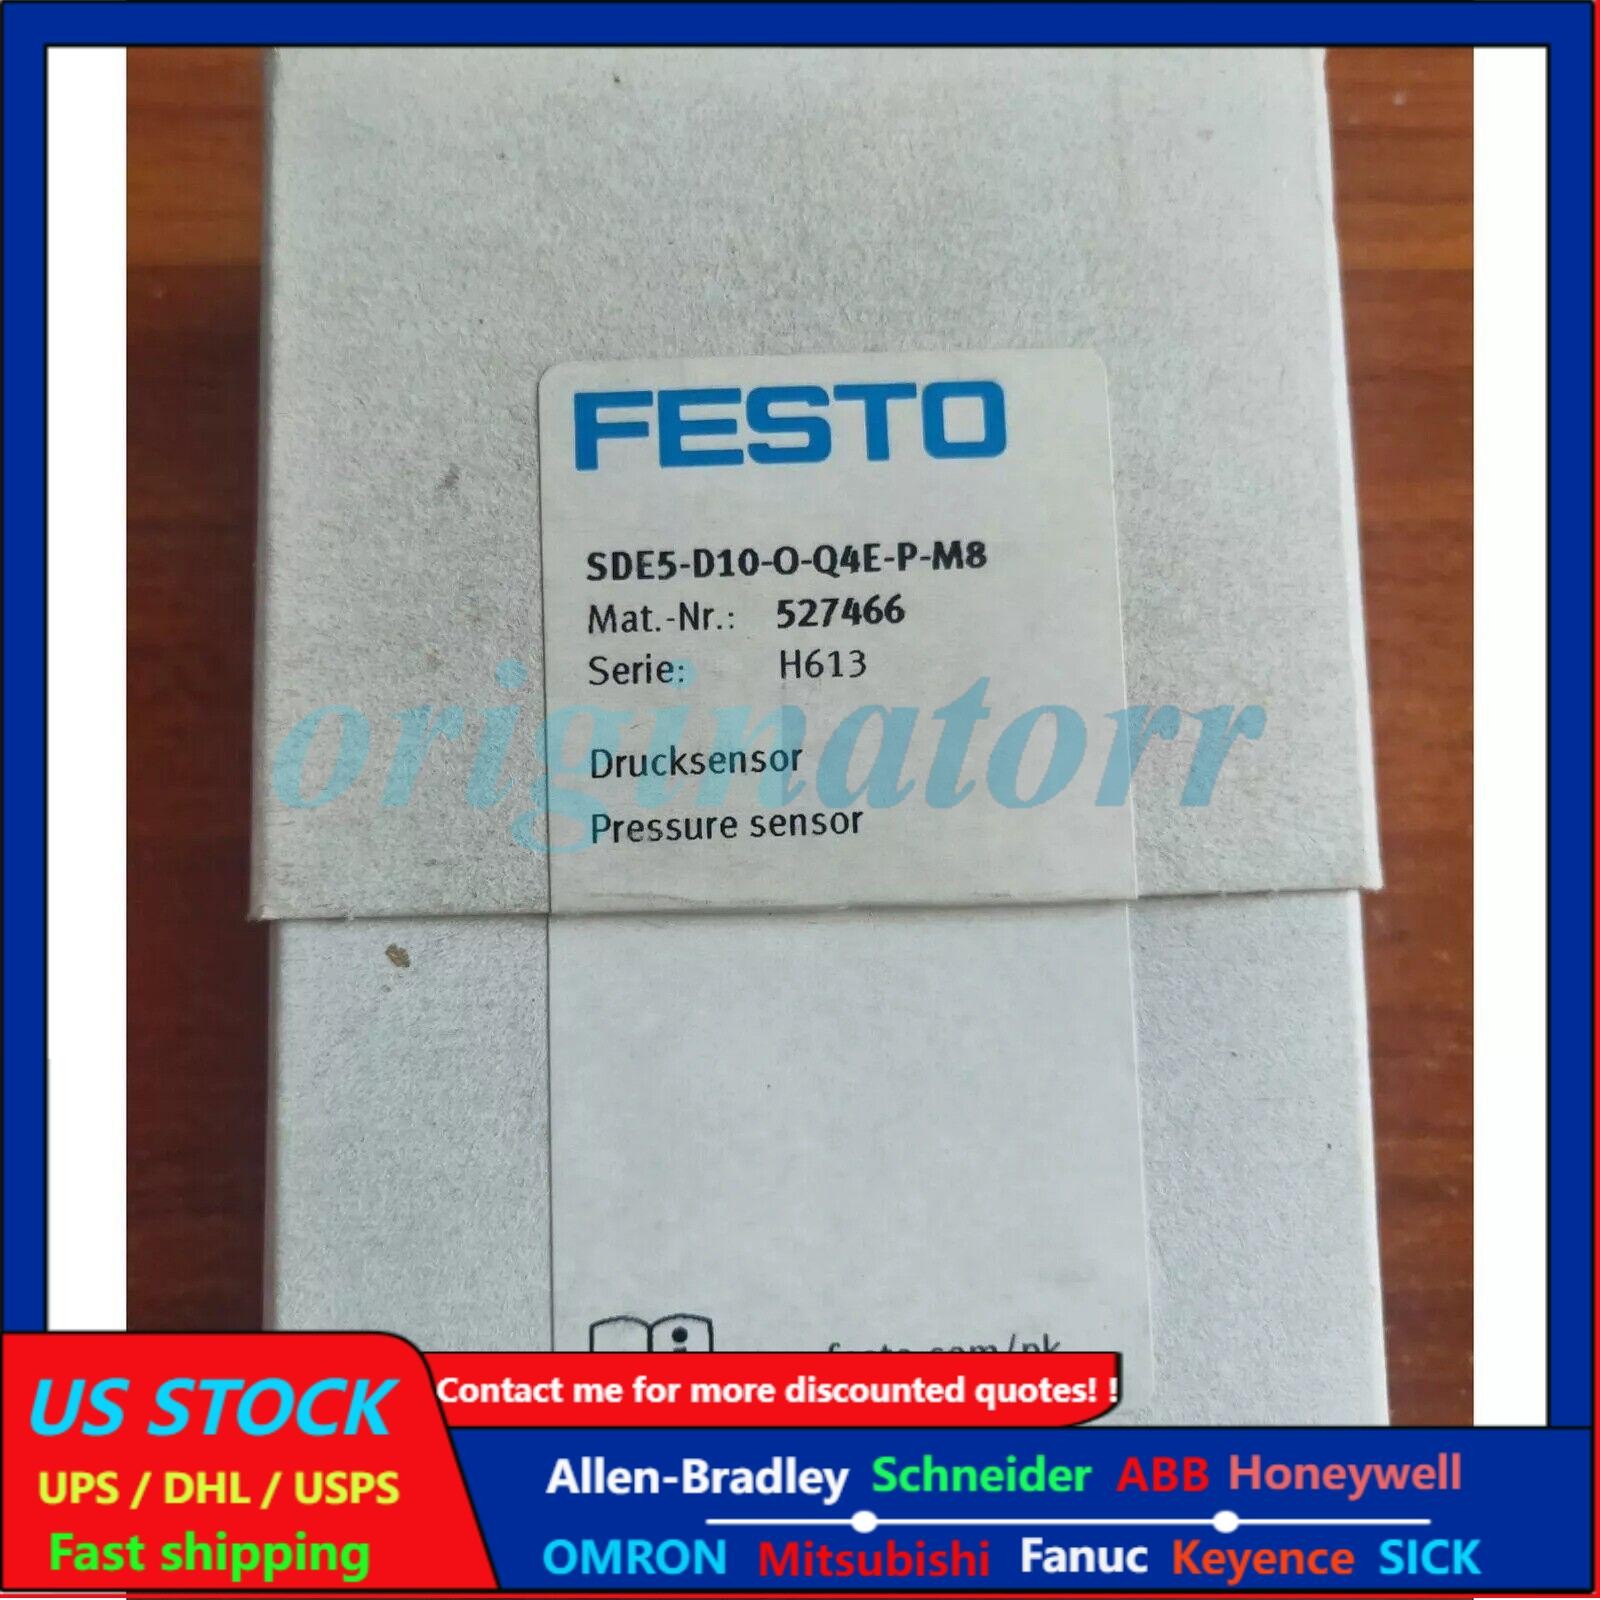 FESTO
SDE5-D10-O-Q4E-P-M8
Mat.-Nr.: 527466
Serie: H613
originatorr
Drucksensor
Pressure sensor
US STOCK
Contact me for more discounted quotes! !
UPS / DHL / USPS
Fast shipping
Allen-Bradley Schneider ABB Honeywell
OMRON Mitsubishi Fanuc Keyence SICK